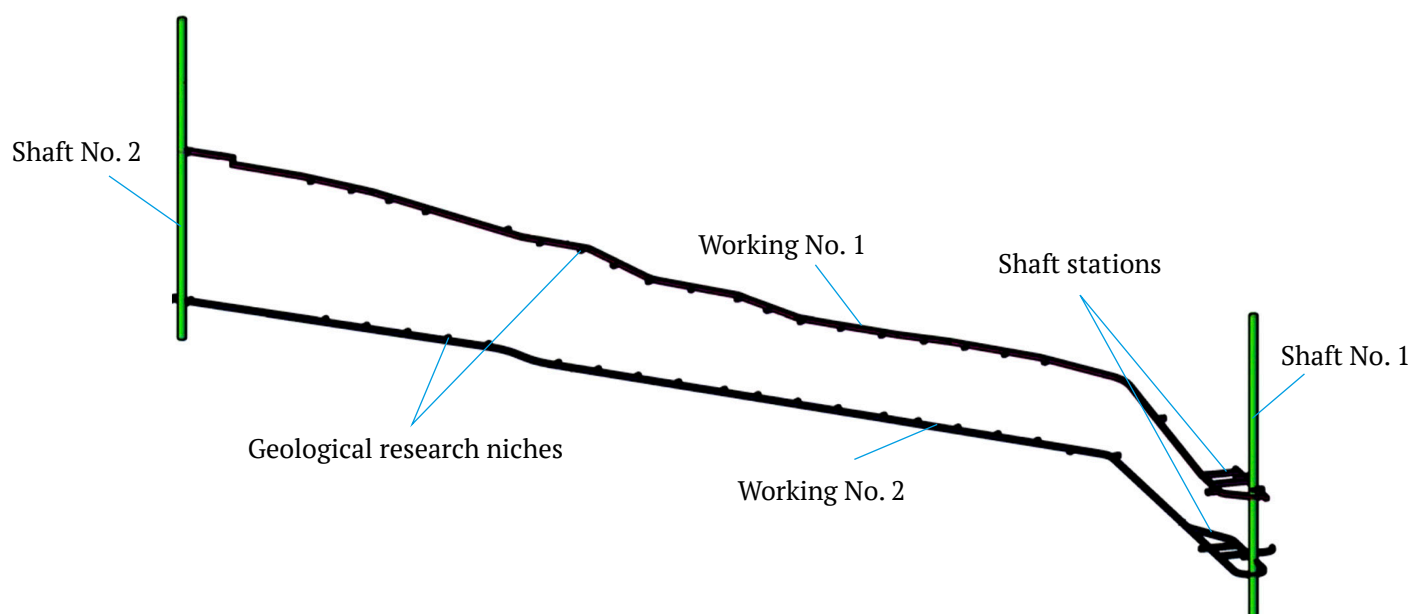 Shaft No. 2
Working No. 1
Shaft stations
Shaft No. 1
Geological research niches
Working No. 2